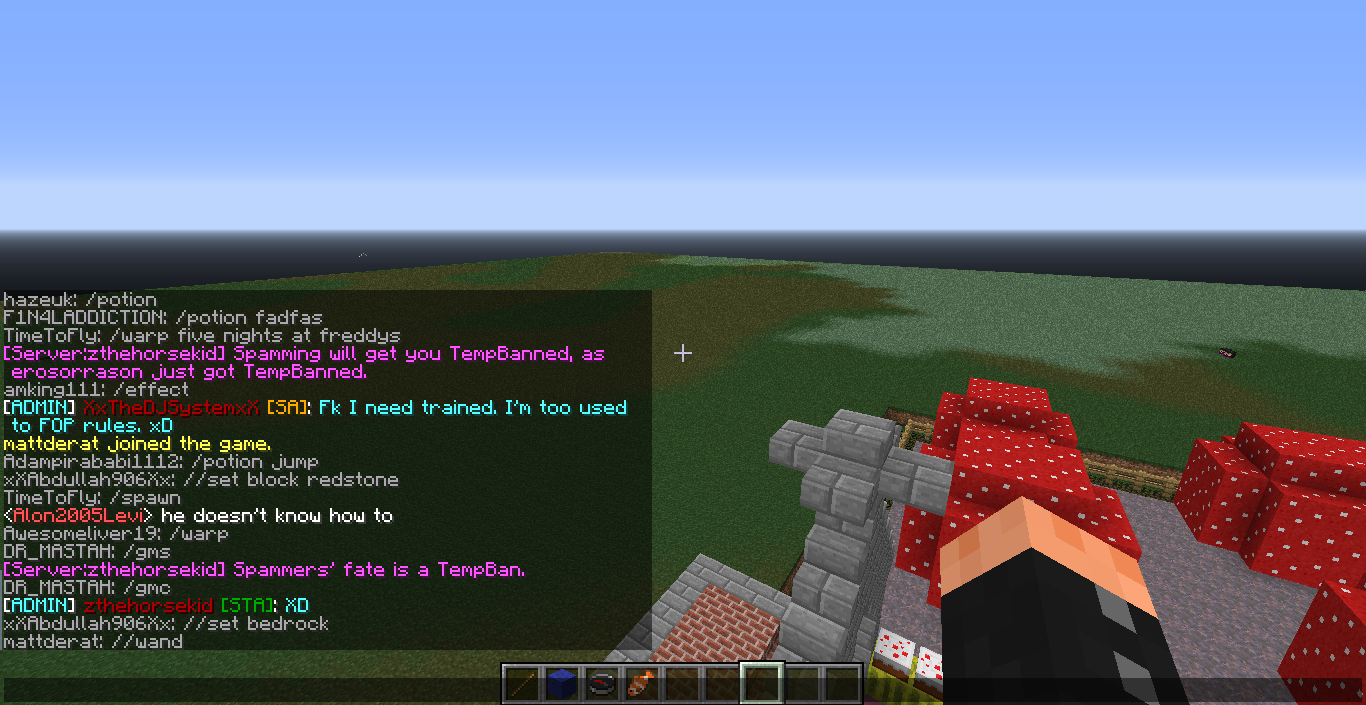 hazeuk: /potion
F1N4LADDICTION: /potion fadfas
TimeToFly: /warp five nights at freddys
[Server:zthehorsekid] Spamming will get you TempBanned, as
erosorrason just got TempBanned.
amking111: /effect
[ADMIN] XxTheDJSystemxX [SA]: Fk I need trained. I'm too used
to FOP rules. xD
mattderat joined the game.
Adampirababi1112: /potion jump
xXAbdullah906Xx: //set block redstone
TimeToFly: /spawn
<Alon2005Levi> he doesn't know how to
Awesomeliver19: /warp
DR_MASTAH: /gms
[Server:zthehorsekid] Spammers' fate is a TempBan.
DR_MASTAH: /gmc
[ADMIN] zthehorsekid [STA]: XD
xXAbdullah906Xx: //set bedrock
mattderat: //wand